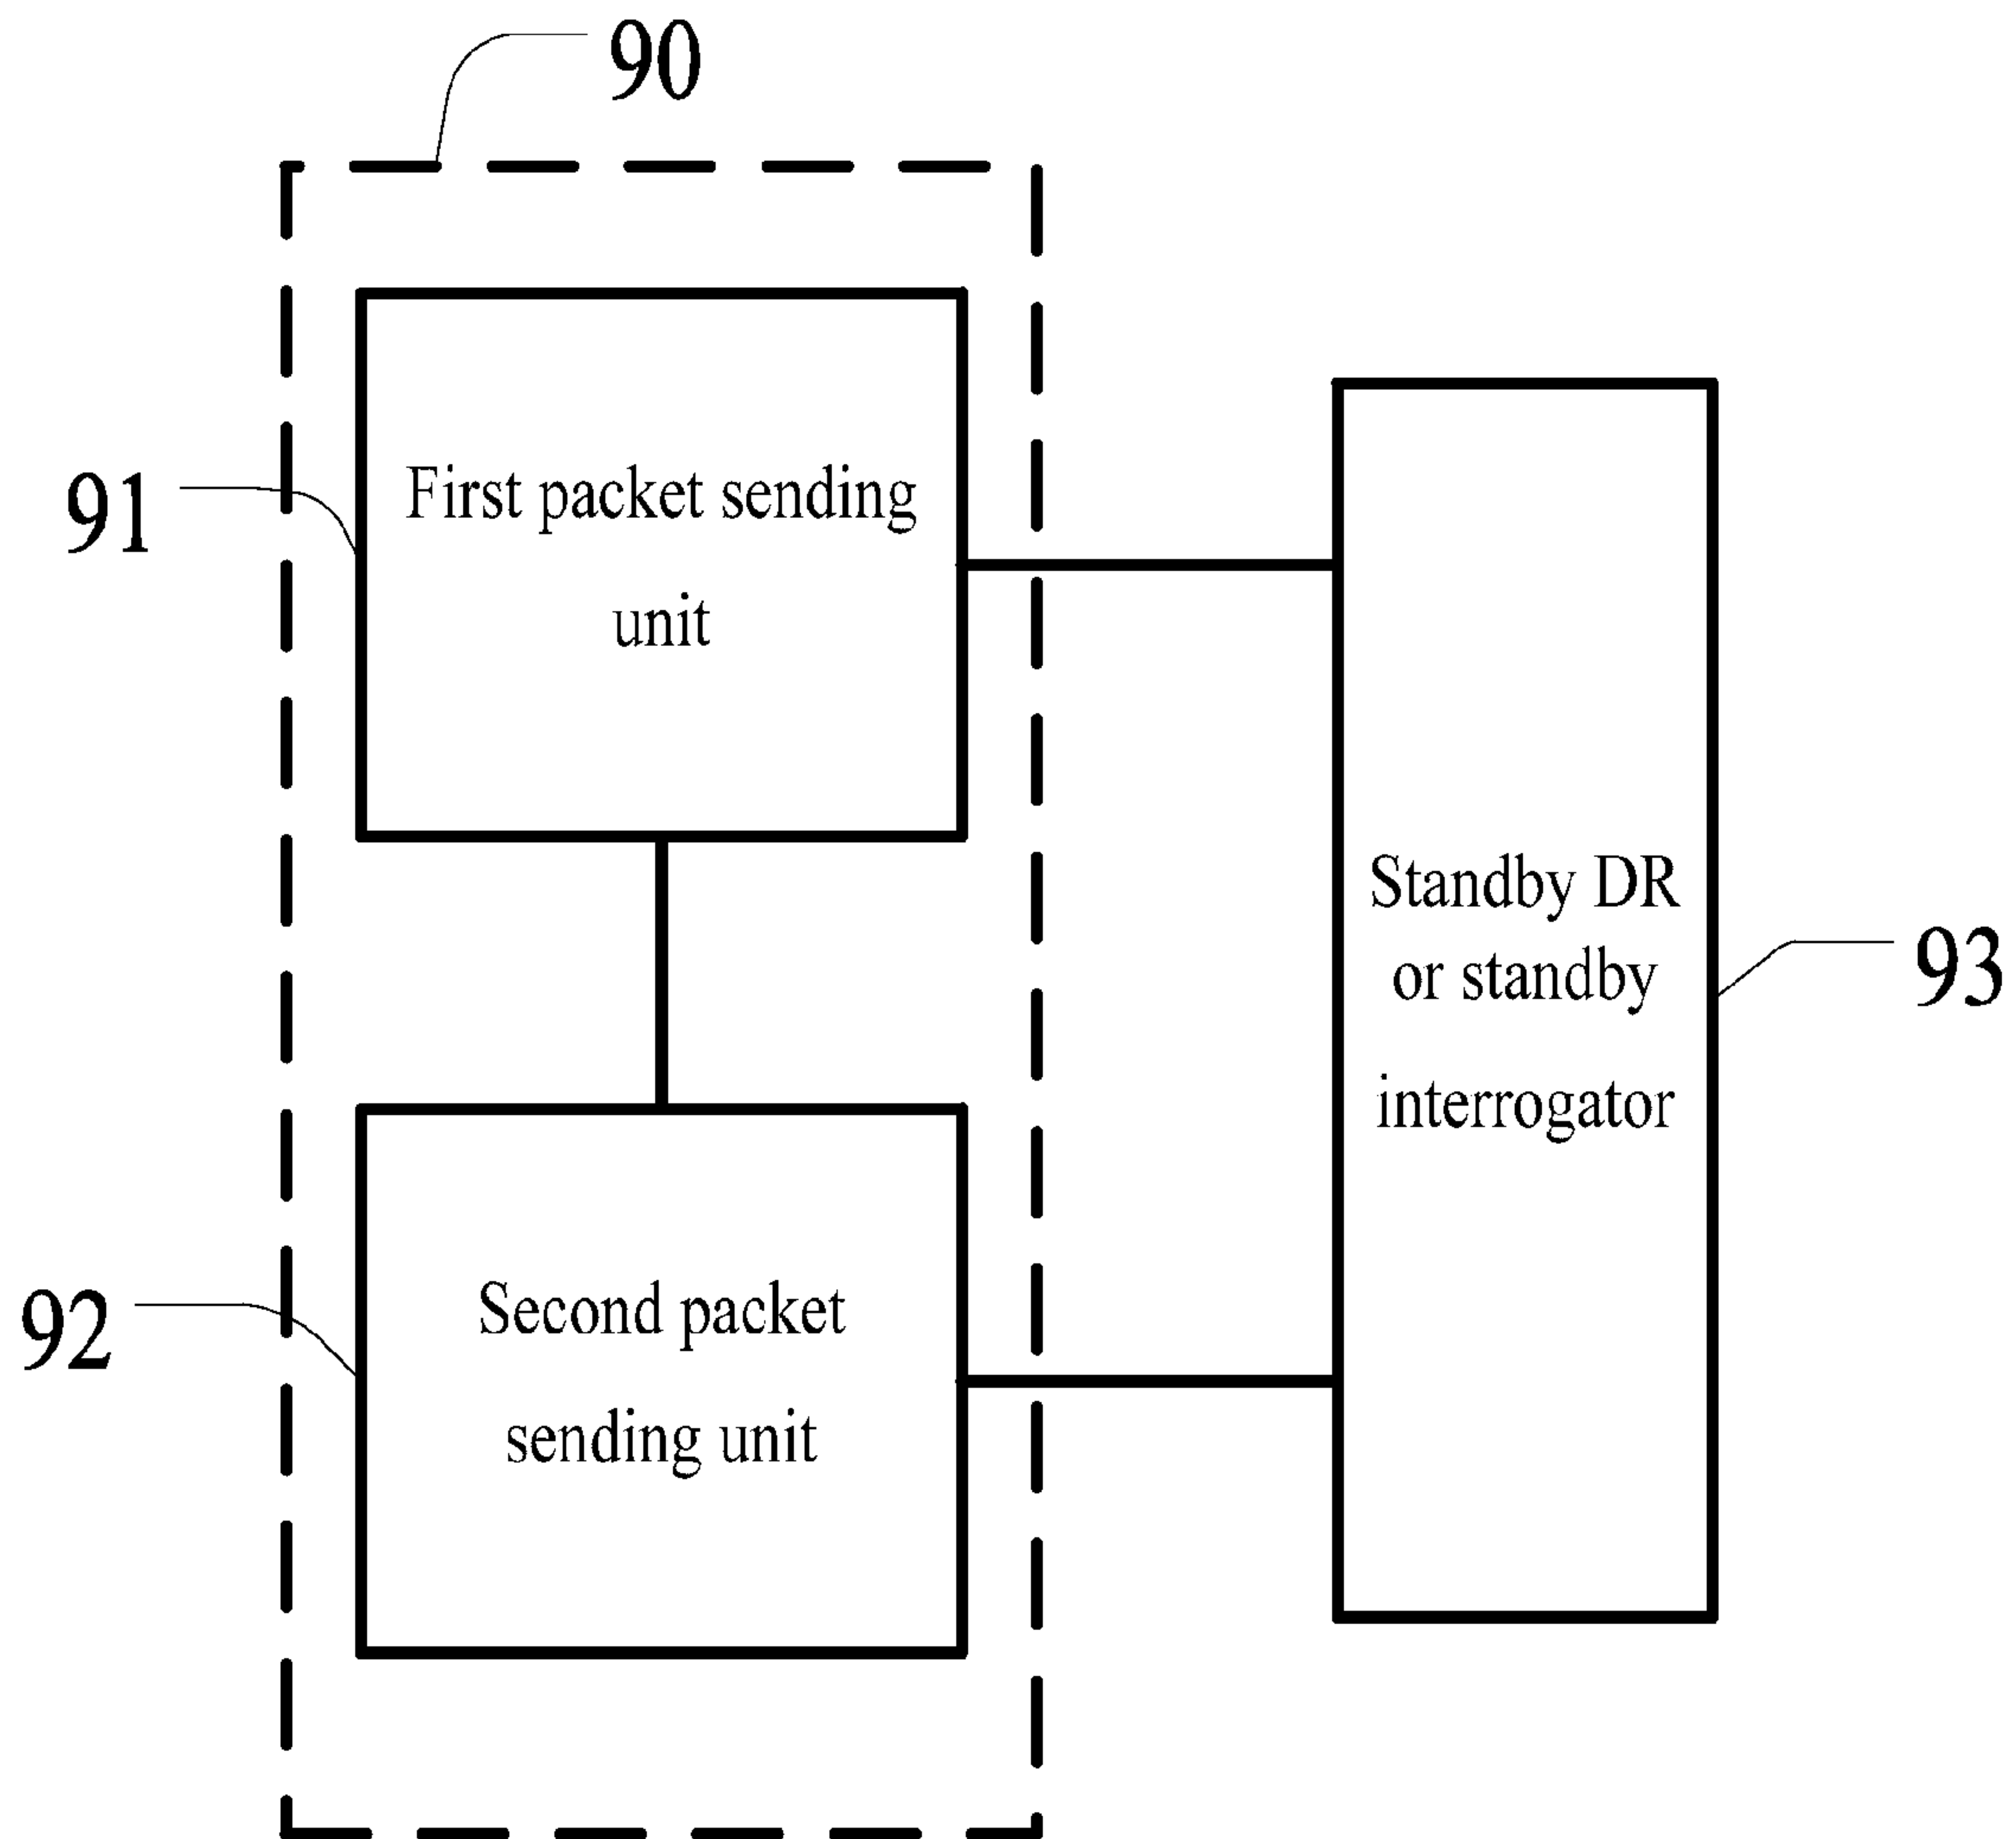 90
91
First packet sending
unit
Standby DR
or standby
interrogator
93
92
Second packet
sending unit